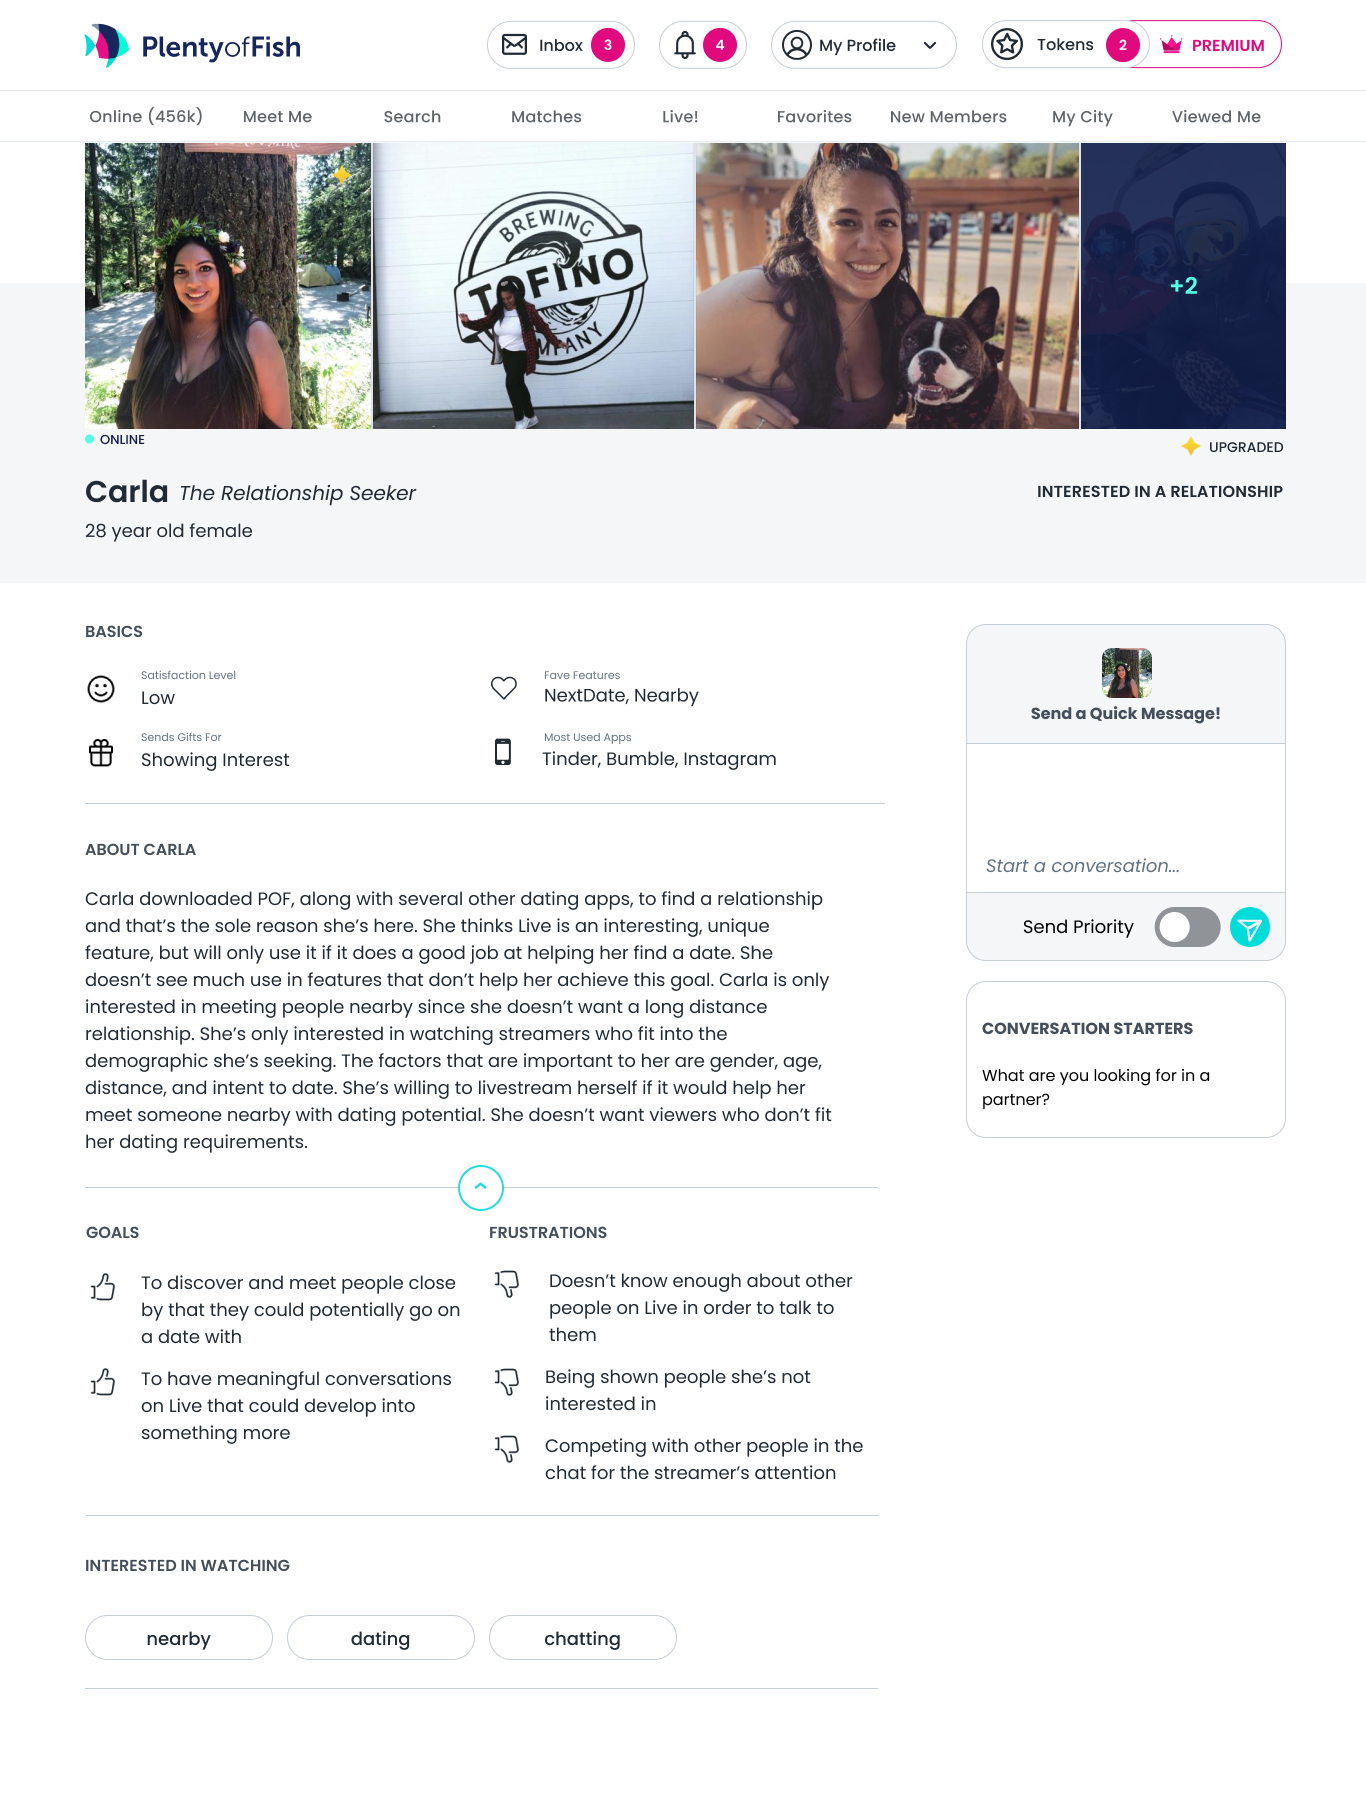 PlentyofFish
Inbox 3
4
My Profile
Tokens 2
PREMIUM
Online (456k) Meet Me Search Matches Live! Favorites New Members My City Viewed Me
BREWING
TOFINO
+2
ONLINE
UPGRADED
Carla The Relationship Seeker
INTERESTED IN A RELATIONSHIP
28 year old female
BASICS
Satisfaction Level
Low
Fave Features
NextDate, Nearby
Sends Gifts For
Showing Interest
Most Used Apps
Tinder, Bumble, Instagram
ABOUT CARLA
Carla downloaded POF, along with several other dating apps, to find a relationship
and that’s the sole reason she’s here. She thinks Live is an interesting, unique
feature, but will only use it if it does a good job at helping her find a date. She
doesn’t see much use in features that don’t help her achieve this goal. Carla is only
interested in meeting people nearby since she doesn’t want a long distance
relationship. She’s only interested in watching streamers who fit into the
demographic she’s seeking. The factors that are important to her are gender, age,
distance, and intent to date. She’s willing to livestream herself if it would help her
meet someone nearby with dating potential. She doesn’t want viewers who don’t fit
her dating requirements.
GOALS
To discover and meet people close
by that they could potentially go on
a date with
To have meaningful conversations
on Live that could develop into
something more
FRUSTRATIONS
Doesn’t know enough about other
people on Live in order to talk to
them
Being shown people she’s not
interested in
Competing with other people in the
chat for the streamer’s attention
INTERESTED IN WATCHING
nearby
dating
chatting
Send a Quick Message!
Start a conversation...
Send Priority
CONVERSATION STARTERS
What are you looking for in a
partner?